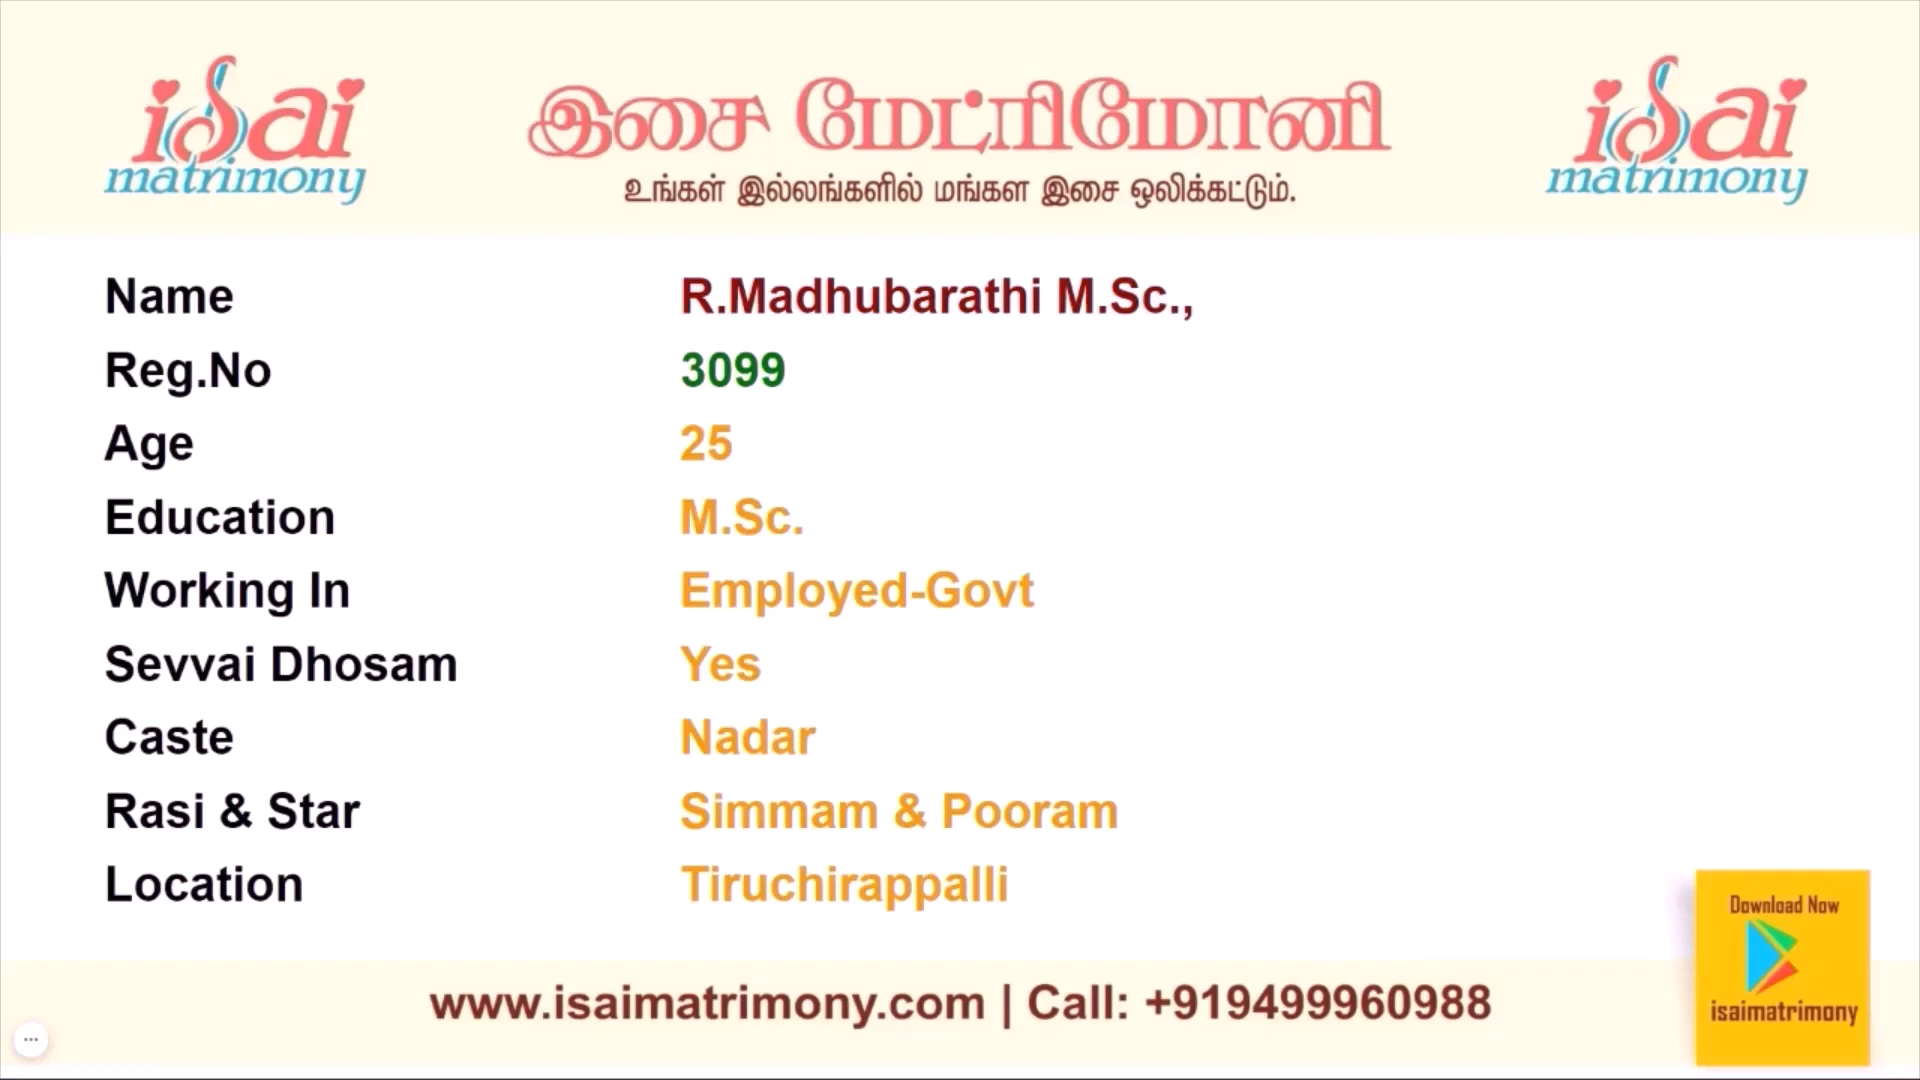 isai matrimony
இசை மேட்ரிமோனி
உங்கள் இல்லங்களில் மங்கள இசை ஒலிக்கட்டும்.
isai matrimony
Name R.Madhubarathi M.Sc.,
Reg.No 3099
Age 25
Education M.Sc.
Working In Employed-Govt
Sevvai Dhosam Yes
Caste Nadar
Rasi & Star Simmam & Pooram
Location Tiruchirappalli
Download Now
isaimatrimony
www.isaimatrimony.com | Call: +919499960988